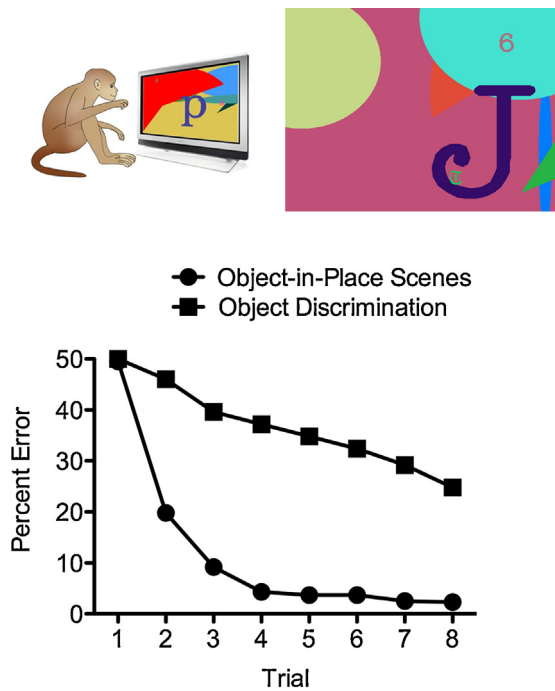 p
6
J
T
Object-in-Place Scenes
Object Discrimination
Percent Error
50
40
30
20
10
0
1 2 3 4 5 6 7 8
Trial